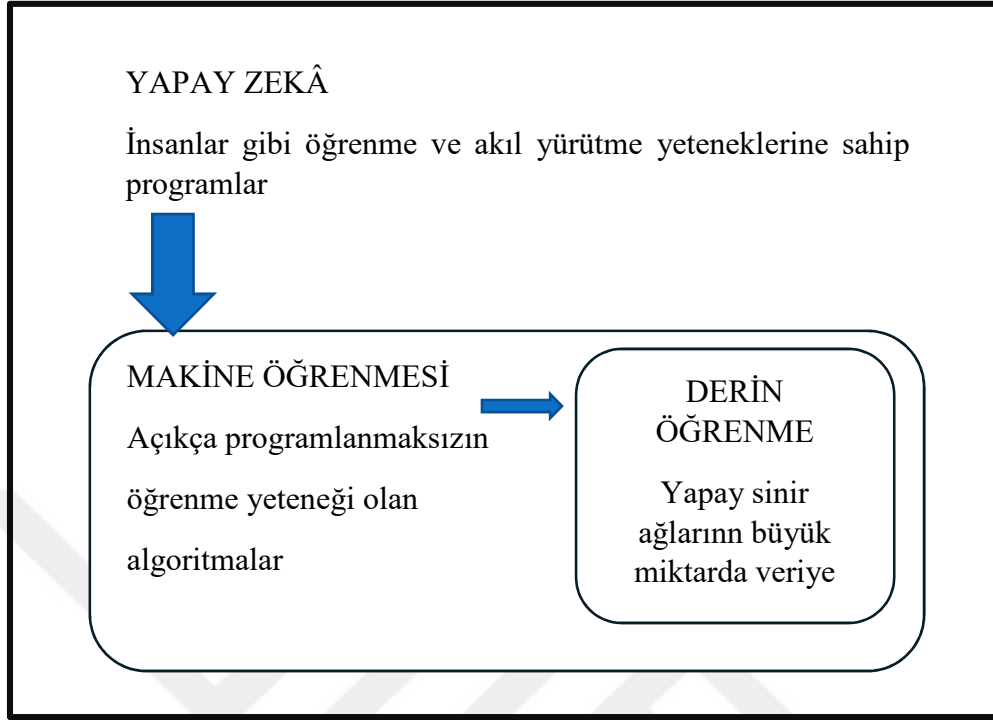 YAPAY ZEKÂ
İnsanlar gibi öğrenme ve akıl yürütme yeteneklerine sahip
programlar
MAKİNE ÖĞRENMESİ
Açıkça programlanmaksızın
öğrenme yeteneği olan
algoritmalar
DERİN
ÖĞRENME
Yapay sinir
ağlarınn büyük
miktarda veriye